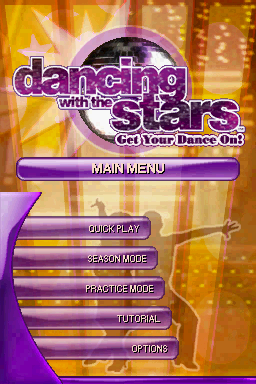 dancing
with the
stars
Get Your Dance On!
MAIN MENU
QUICK PLAY
SEASON MODE
PRACTICE MODE
TUTORIAL
OPTIONS